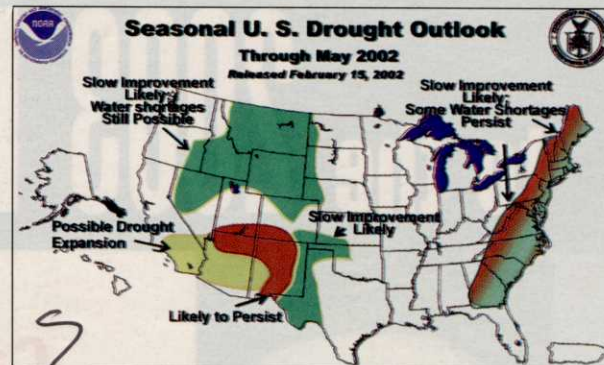 NOAA
Seasonal U. S. Drought Outlook
Through May 2002
Released February 15, 2002
Slow Improvement
Likely;
Water shortages
Still Possible
Slow Improvement
Likely;
Some Water Shortages
Persist
Possible Drought
Expansion
Slow Improvement
Likely
Likely to Persist